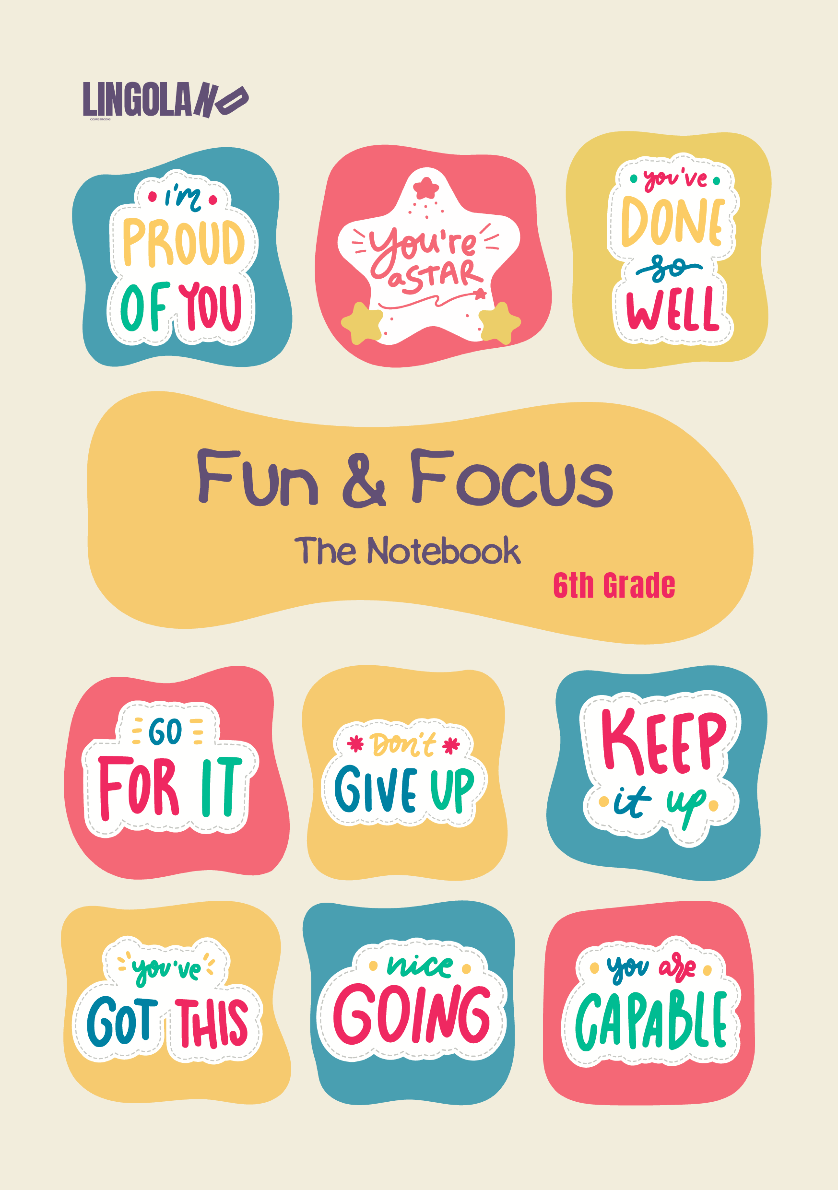 LINGOLAND
i'm
PROUD
OF YOU
you're
a STAR
you've
DONE
so
WELL
Fun & Focus
The Notebook
6th Grade
GO
FOR IT
Don't
GIVE UP
KEEP
it up
you've
GOT THIS
nice
GOING
you are
CAPABLE